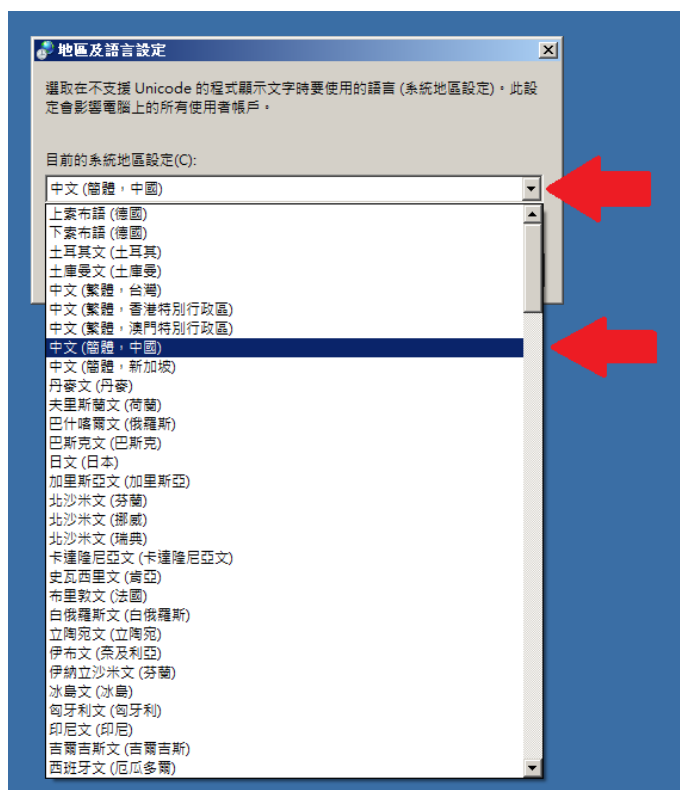 地區及語言設定
選取在不支援 Unicode 的程式顯示文字時要使用的語言 (系統地區設定)。此設
定會影響電腦上的所有使用者帳戶。
目前的系統地區設定(C):
中文 (簡體，中國)
上索布語 (德國)
下索布語 (德國)
土耳其文 (土耳其)
土庫曼文 (土庫曼)
中文 (繁體，台灣)
中文 (繁體，香港特別行政區)
中文 (繁體，澳門特別行政區)
中文 (簡體，中國)
中文 (簡體，新加坡)
丹麥文 (丹麥)
夫里斯蘭文 (荷蘭)
巴什喀爾文 (俄羅斯)
巴斯克文 (巴斯克)
日文 (日本)
加里斯亞文 (加里斯亞)
北沙米文 (芬蘭)
北沙米文 (挪威)
北沙米文 (瑞典)
卡達隆尼亞文 (卡達隆尼亞文)
史瓦西里文 (肯亞)
布里敦文 (法國)
白俄羅斯文 (白俄羅斯)
立陶宛文 (立陶宛)
伊布文 (奈及利亞)
伊納立沙米文 (芬蘭)
冰島文 (冰島)
匈牙利文 (匈牙利)
印尼文 (印尼)
吉爾吉斯文 (吉爾吉斯)
西班牙文 (厄瓜多爾)